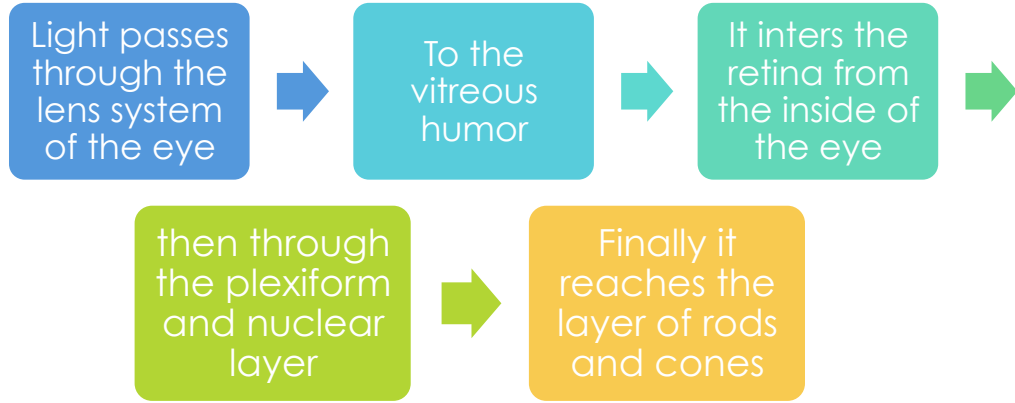 Light passes
through the
lens system
of the eye
To the
vitreous
humor
It inters the
retina from
the inside of
the eye
then through
the plexiform
and nuclear
layer
Finally it
reaches the
layer of rods
and cones